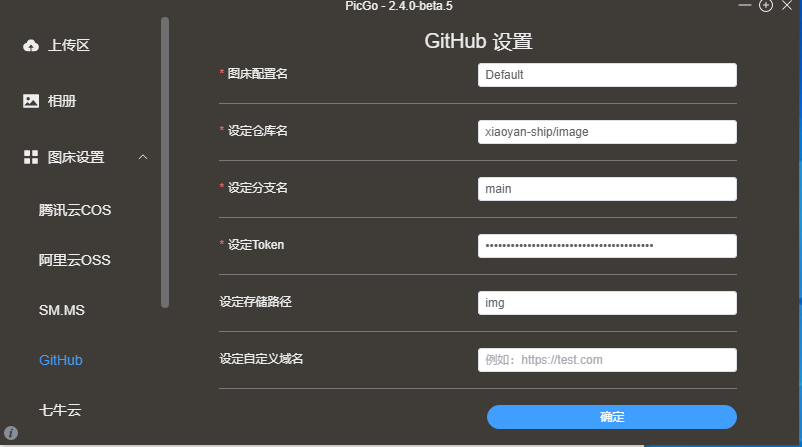 PicGo - 2.4.0-beta.5
上传区
相册
图床设置
腾讯云COS
阿里云OSS
SM.MS
GitHub
七牛云
GitHub 设置
* 图床配置名
Default
* 设定仓库名
xiaoyan-ship/image
* 设定分支名
main
* 设定Token
••••••••••••••••••••••••••••••••••••••••
设定存储路径
img
设定自定义域名
例如：https://test.com
确定